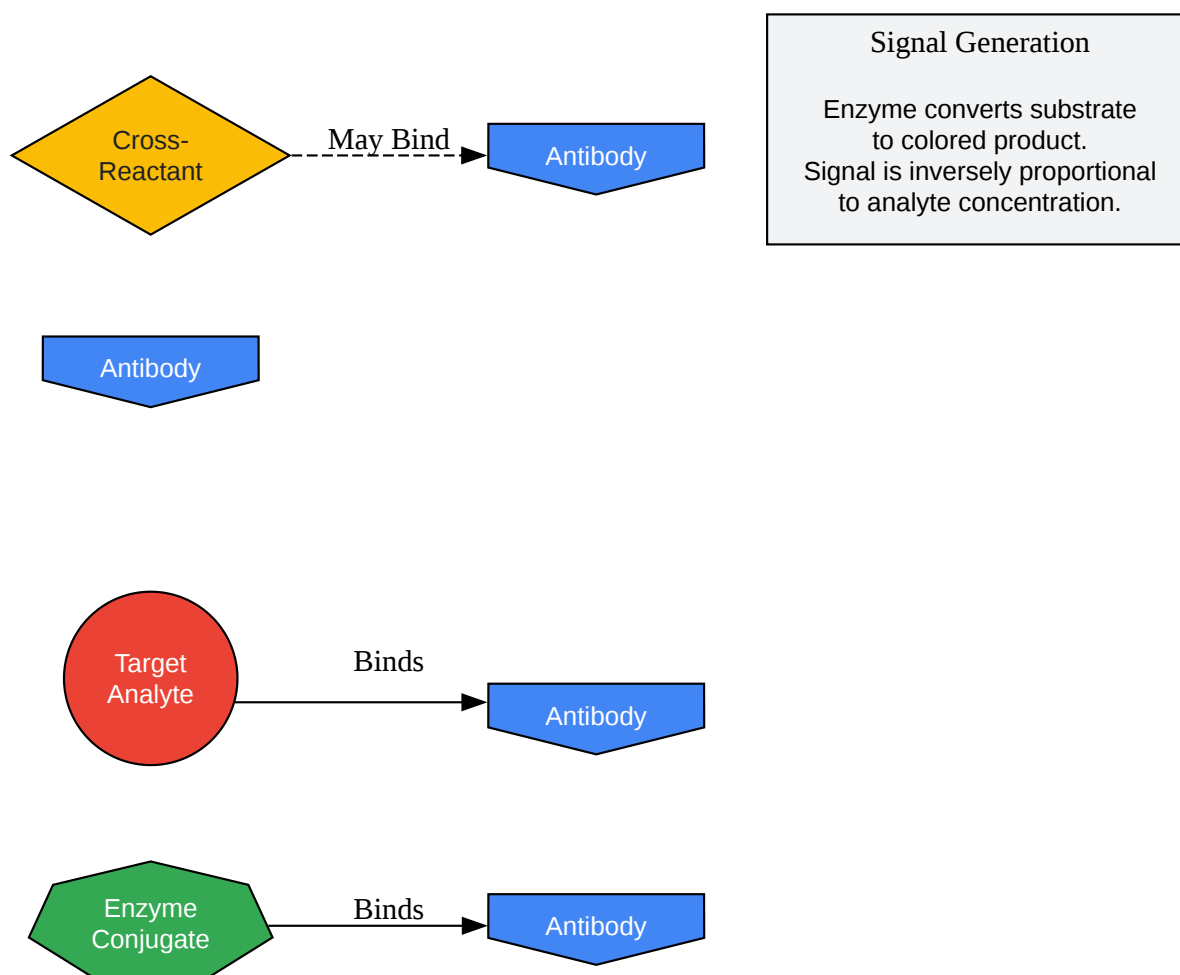 Signal Generation
Enzyme converts substrate
to colored product.
Signal is inversely proportional
to analyte concentration.
Cross-
Reactant
May Bind
Antibody
Antibody
Target
Analyte
Binds
Antibody
Enzyme
Conjugate
Binds
Antibody